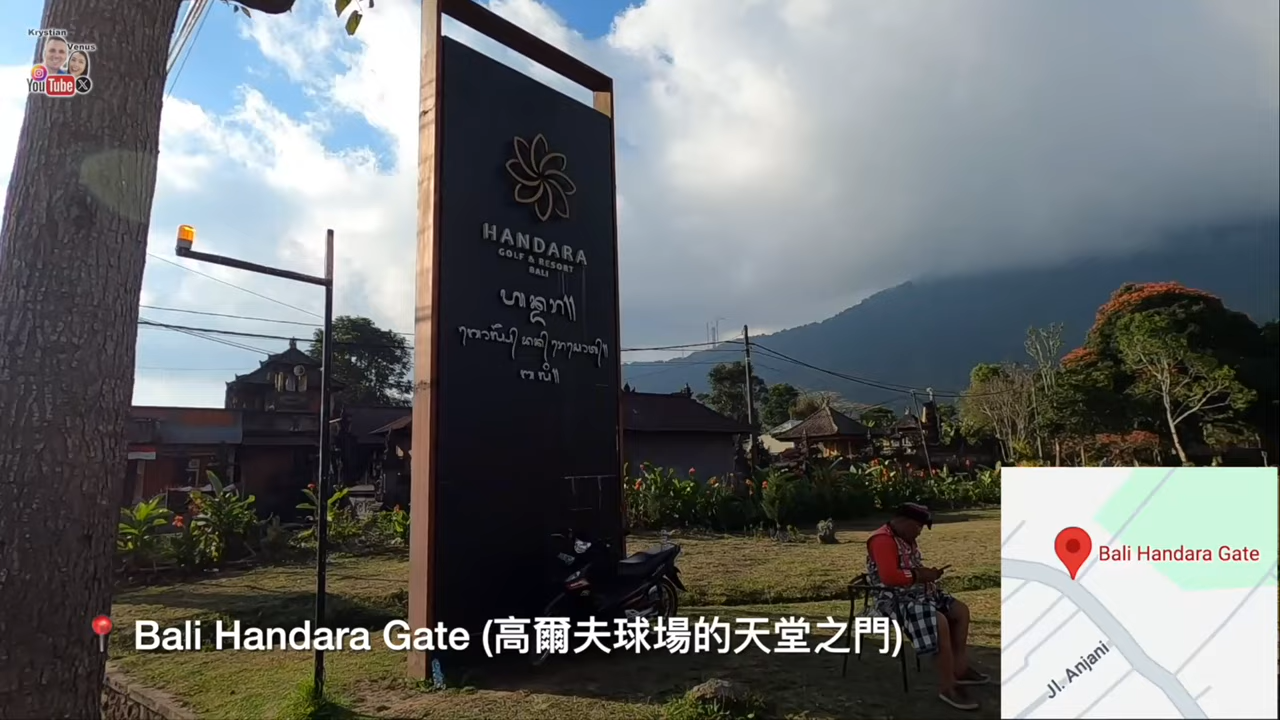 Krystian
Venus
YouTube X
HANDARA
GOLF & RESORT
BALI
Bali Handara Gate
Jl. Anjani
Bali Handara Gate (高爾夫球場的天堂之門)